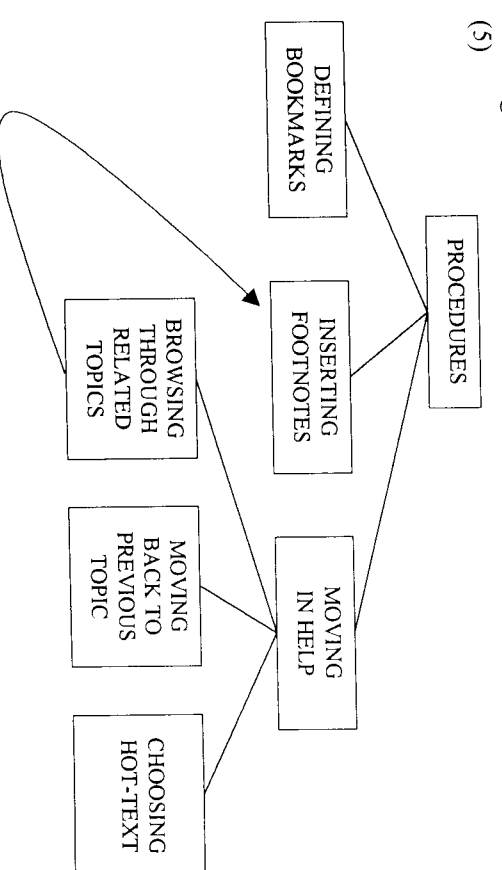 (5)
PROCEDURES
DEFINING
BOOKMARKS
INSERTING
FOOTNOTES
MOVING
IN HELP
BROWSING
THROUGH
RELATED
TOPICS
MOVING
BACK TO
PREVIOUS
TOPIC
CHOOSING
HOT-TEXT